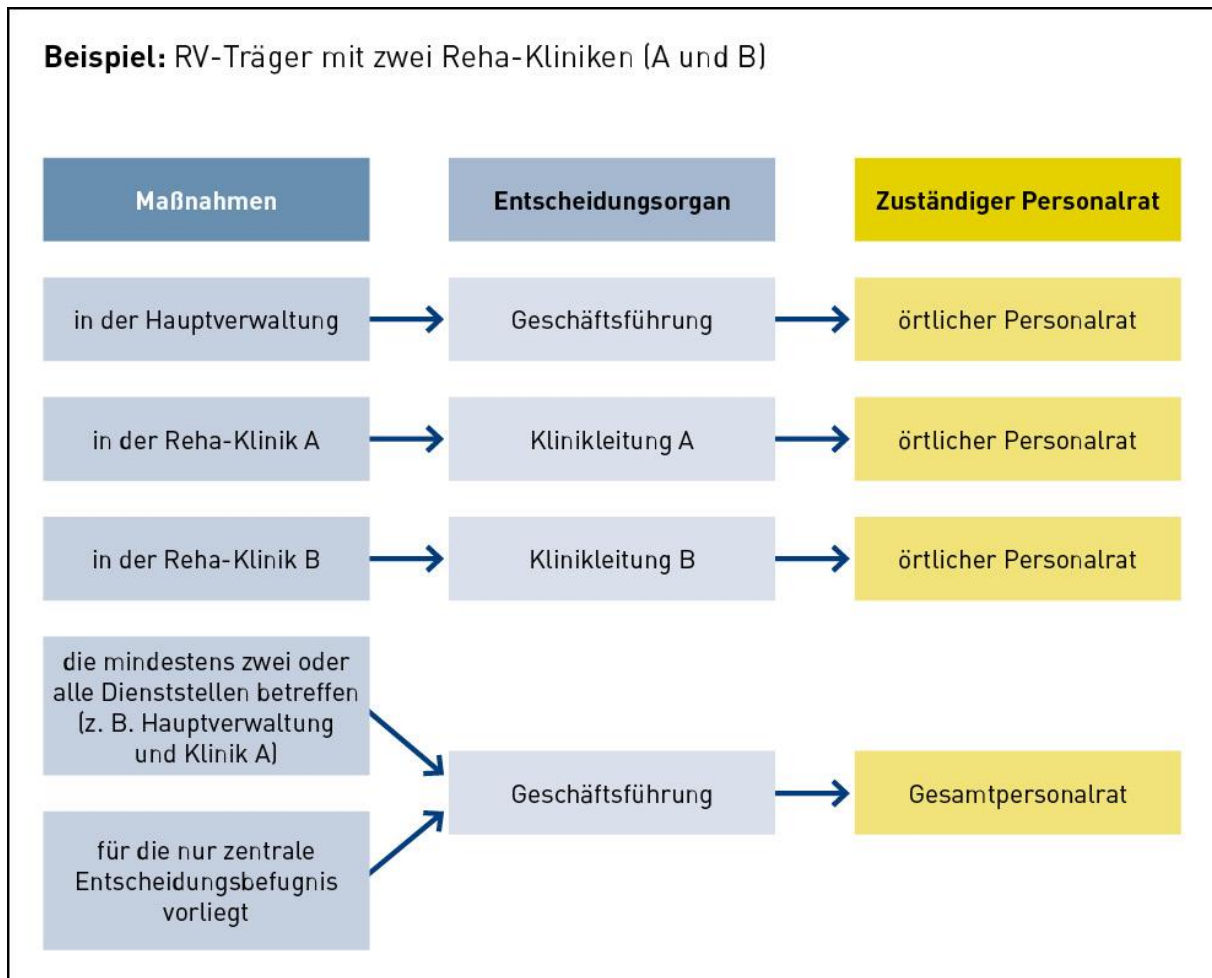 Beispiel: RV-Träger mit zwei Reha-Kliniken (A und B)
Maßnahmen
Entscheidungsorgan
Zuständiger Personalrat
in der Hauptverwaltung
Geschäftsführung
örtlicher Personalrat
in der Reha-Klinik A
Klinikleitung A
örtlicher Personalrat
in der Reha-Klinik B
Klinikleitung B
örtlicher Personalrat
die mindestens zwei oder
alle Dienststellen betreffen
(z. B. Hauptverwaltung
und Klinik A)
für die nur zentrale
Entscheidungsbefugnis
vorliegt
Geschäftsführung
Gesamtpersonalrat